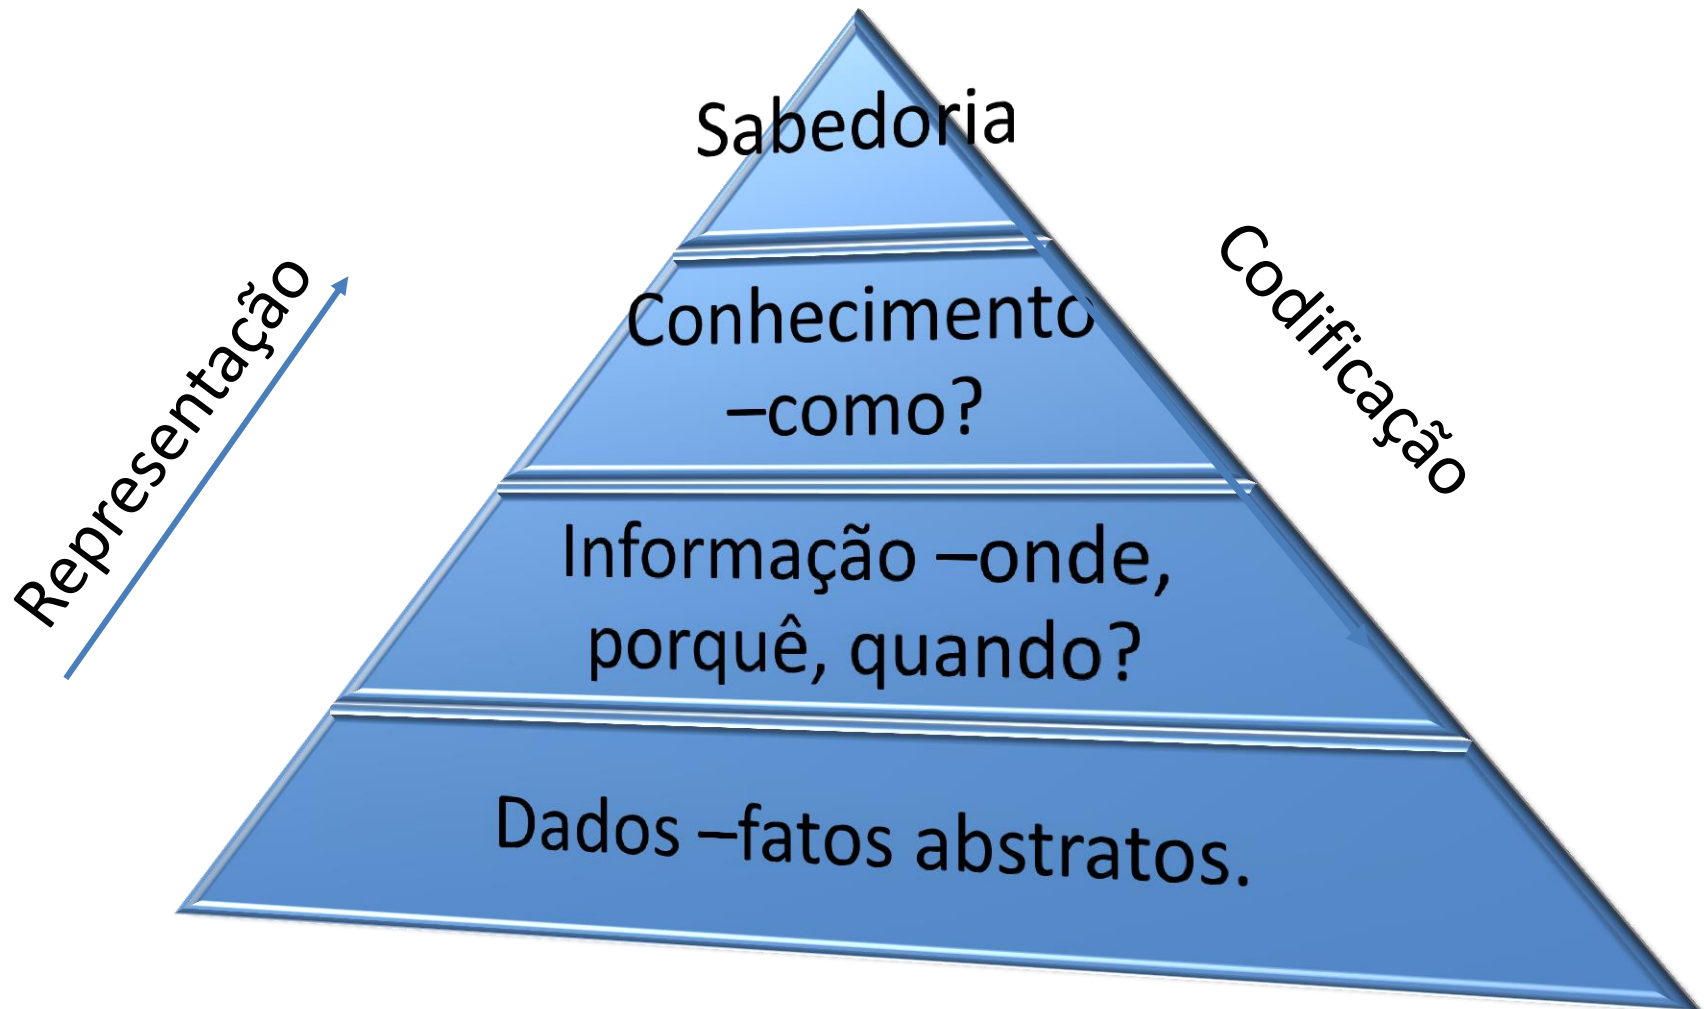 Sabedoria
Representação
Codificação
Conhecimento
–como?
Informação –onde,
porquê, quando?
Dados –fatos abstratos.